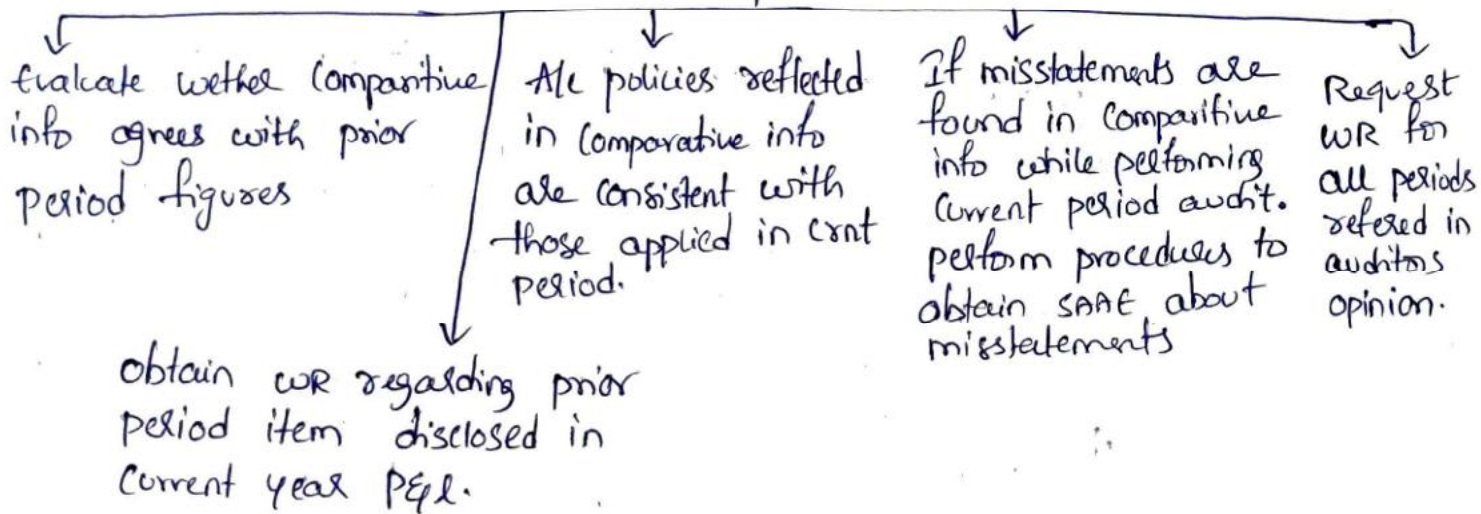 Evalcate wether Comparitive
info agrees with prior
period figures
A/c policies reflected
in Comparative info
are consistent with
those applied in crnt
period.
If misstatements are
found in Comparitive
info while performing
Current period audit.
perform procedures to
obtain SAAE about
misstatements
Request
WR for
all periods
refered in
auditors
opinion.
obtain WR regarding prior
period item disclosed in
Current year P&L.